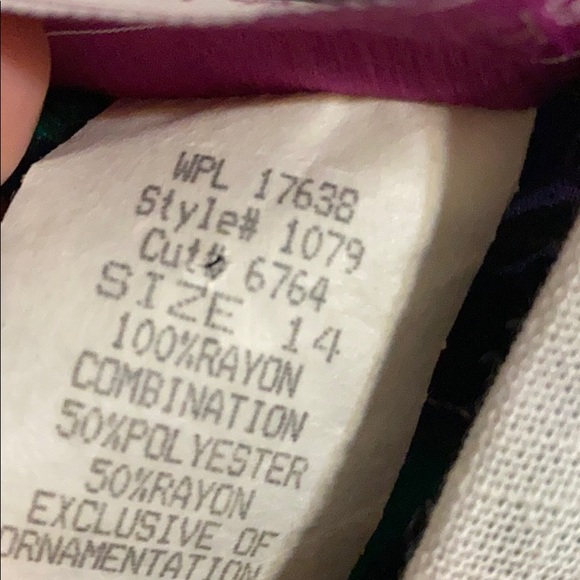 WPL 17638
Style# 1079
Cut# 6764
SIZE 14
100%RAYON
COMBINATION
50%POLYESTER
50%RAYON
EXCLUSIVE OF
ORNAMENTATION